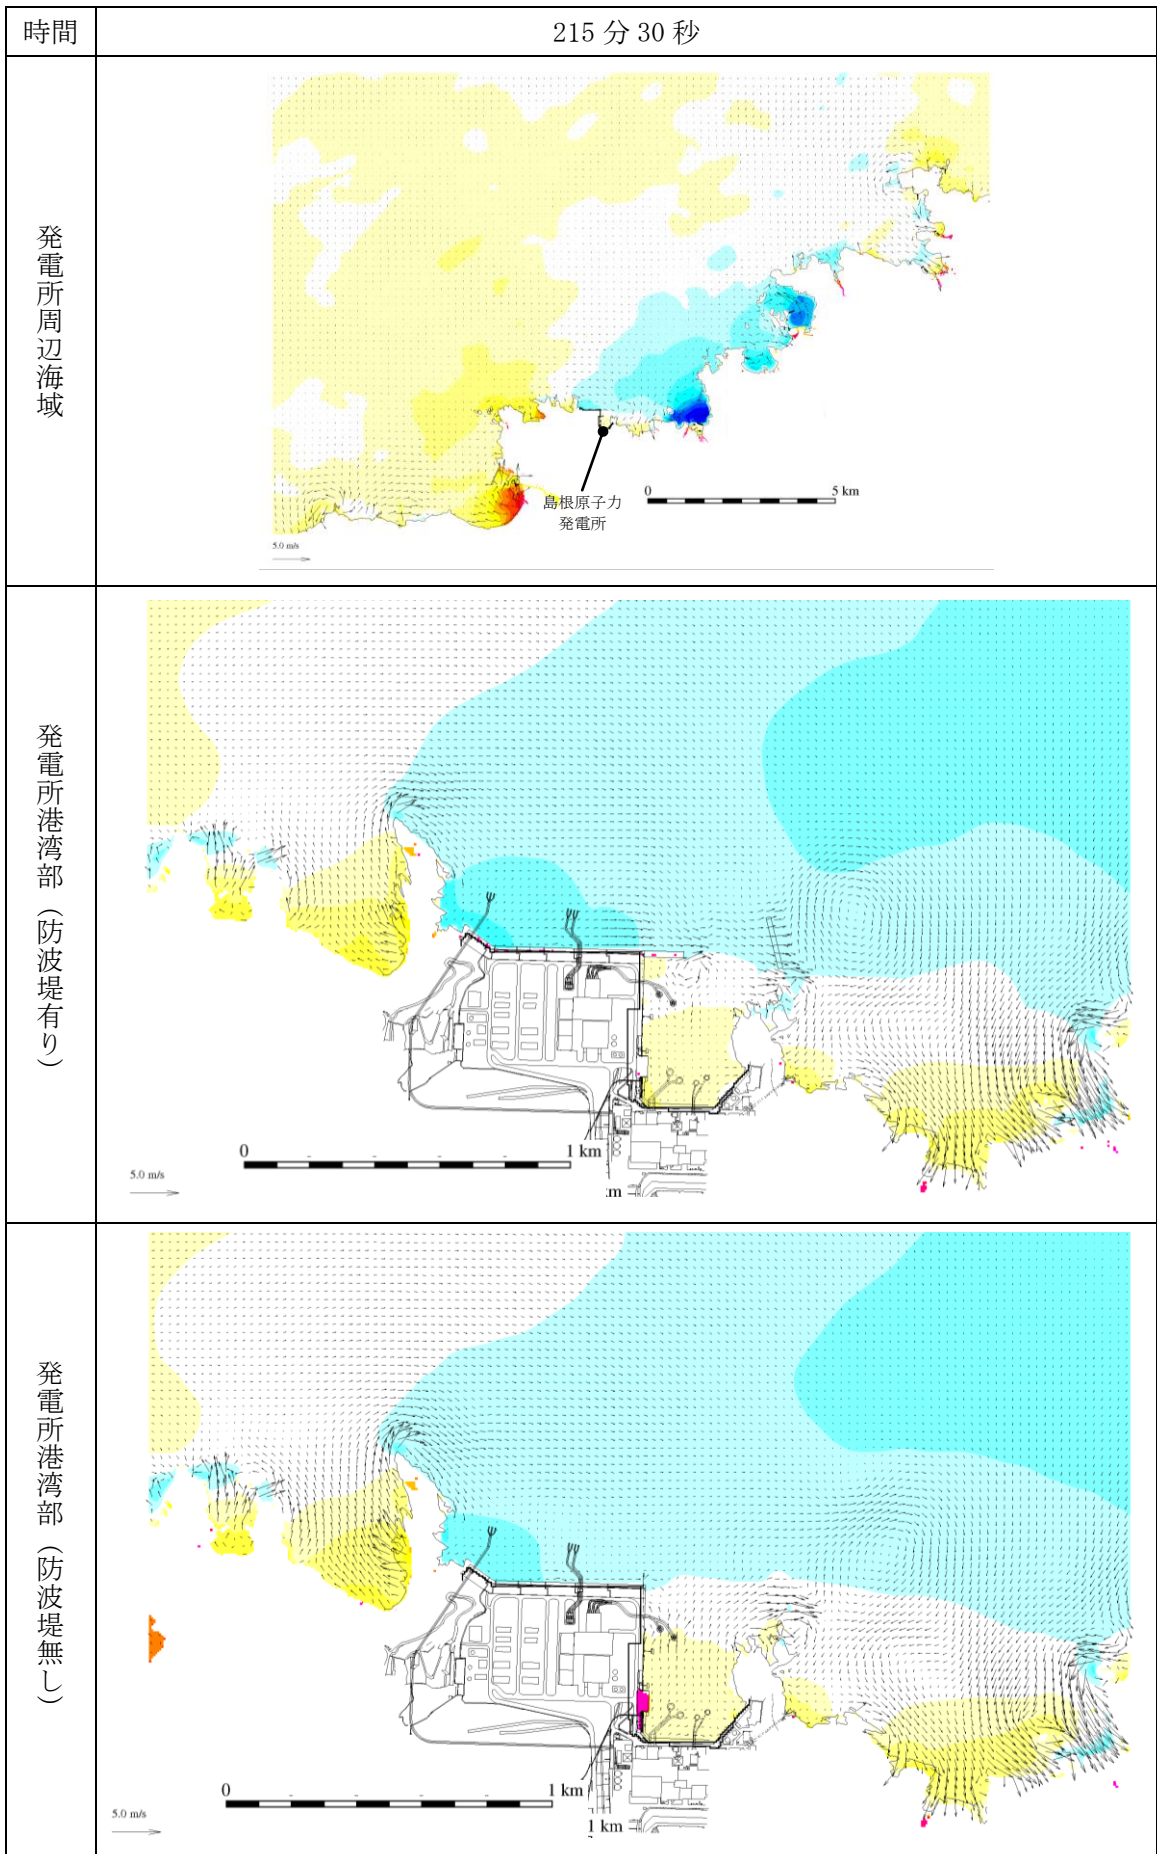 時間
215 分 30 秒
発電所周辺海域
島根原子力
発電所
0
5 km
5.0 m/s
発電所港湾部（防波堤有り）
0
1 km
5.0 m/s
:m
発電所港湾部（防波堤無し）
0
1 km
5.0 m/s
1 km